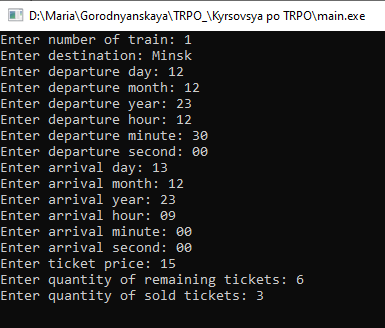 D:\Maria\Gorodnyanskaya\TRPO_\Kyrsovsya po TRPO\main.exe
Enter number of train: 1
Enter destination: Minsk
Enter departure day: 12
Enter departure month: 12
Enter departure year: 23
Enter departure hour: 12
Enter departure minute: 30
Enter departure second: 00
Enter arrival day: 13
Enter arrival month: 12
Enter arrival year: 23
Enter arrival hour: 09
Enter arrival minute: 00
Enter arrival second: 00
Enter ticket price: 15
Enter quantity of remaining tickets: 6
Enter quantity of sold tickets: 3